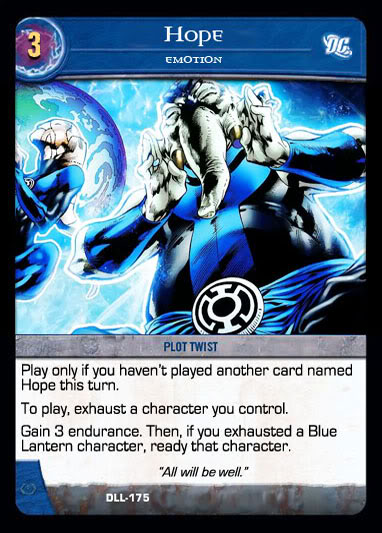 3
Hope
EMOTION
DC
PLOT TWIST
Play only if you haven't played another card named
Hope this turn.
To play, exhaust a character you control.
Gain 3 endurance. Then, if you exhausted a Blue
Lantern character, ready that character.
"All will be well."
DLL-175